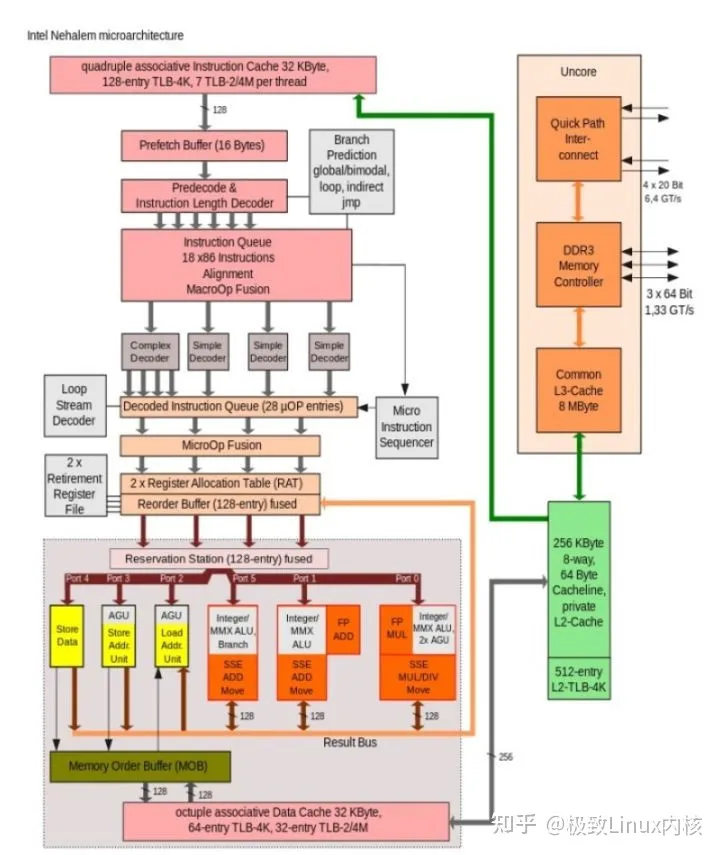 Intel Nehalem microarchitecture
quadruple associative Instruction Cache 32 KByte,
128-entry TLB-4K, 7 TLB-2/4M per thread
128
Prefetch Buffer (16 Bytes)
Predecode &
Instruction Length Decoder
Branch
Prediction
global/bimodal,
loop, indirect
jmp
Instruction Queue
18 x86 Instructions
Alignment
MacroOp Fusion
Complex
Decoder
Simple
Decoder
Simple
Decoder
Simple
Decoder
Loop
Stream
Decoder
Decoded Instruction Queue (28 µOP entries)
Micro
Instruction
Sequencer
MicroOp Fusion
2 x
Retirement
Register
File
2 x Register Allocation Table (RAT)
Reorder Buffer (128-entry) fused
Reservation Station (128-entry) fused
Port 4
Port 3
Port 2
Port 5
Port 1
Port 0
Store
Data
AGU
Store
Addr.
Unit
AGU
Load
Addr.
Unit
Integer/
MMX ALU,
Branch
SSE
ADD
Move
Integer/
MMX
ALU
FP
ADD
SSE
ADD
Move
FP
MUL
Integer/
MMX ALU,
2x AGU
SSE
MUL/DIV
Move
128
128
128
Result Bus
Memory Order Buffer (MOB)
128
128
octuple associative Data Cache 32 KByte,
64-entry TLB-4K, 32-entry TLB-2/4M
256
Uncore
Quick Path
Inter-
connect
4 x 20 Bit
6,4 GT/s
DDR3
Memory
Controller
3 x 64 Bit
1,33 GT/s
Common
L3-Cache
8 MByte
256 KByte
8-way,
64 Byte
Cacheline,
private
L2-Cache
512-entry
L2-TLB-4K
知乎 @极致Linux内核